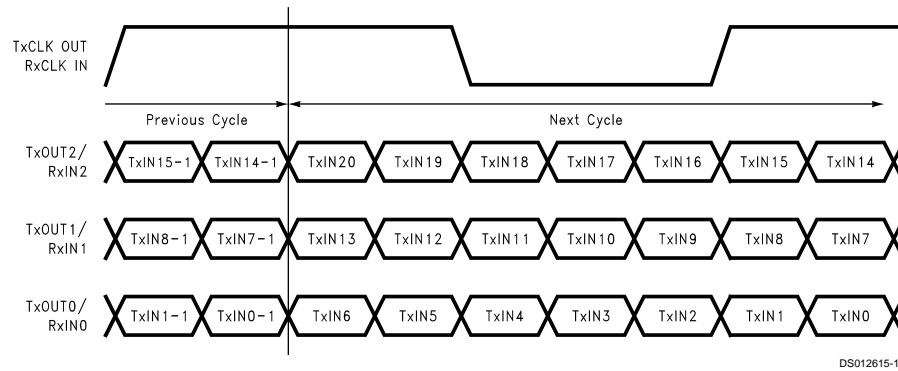 TxCLK OUT
RxCLK IN
Previous Cycle
Next Cycle
TxOUT2/
RxIN2
TxIN15-1 TxIN14-1 TxIN20 TxIN19 TxIN18 TxIN17 TxIN16 TxIN15 TxIN14
TxOUT1/
RxIN1
TxIN8-1 TxIN7-1 TxIN13 TxIN12 TxIN11 TxIN10 TxIN9 TxIN8 TxIN7
TxOUT0/
RxIN0
TxIN1-1 TxIN0-1 TxIN6 TxIN5 TxIN4 TxIN3 TxIN2 TxIN1 TxIN0
DS012615-1